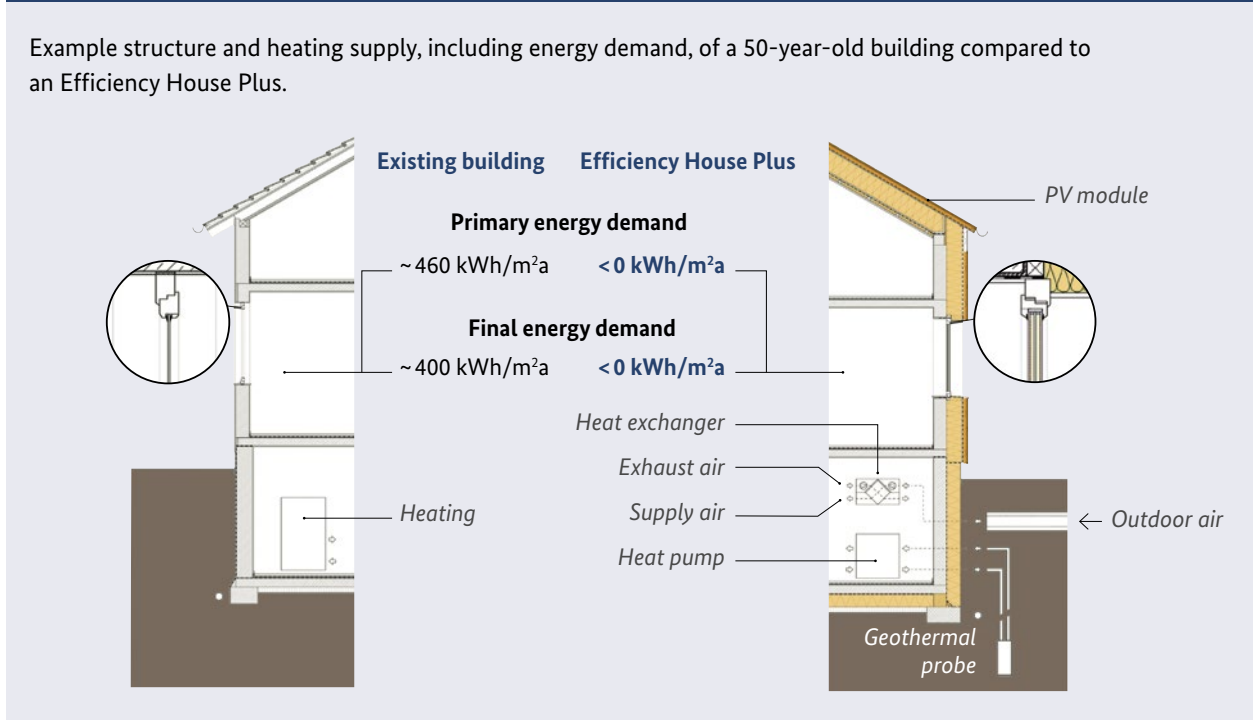 Example structure and heating supply, including energy demand, of a 50-year-old building compared to
an Efficiency House Plus.
Existing building Efficiency House Plus
PV module
Primary energy demand
~460 kWh/m²a <0 kWh/m²a
Final energy demand
~400 kWh/m²a <0 kWh/m²a
Heat exchanger
Exhaust air
Heating Supply air Outdoor air
Heat pump
Geothermal
probe